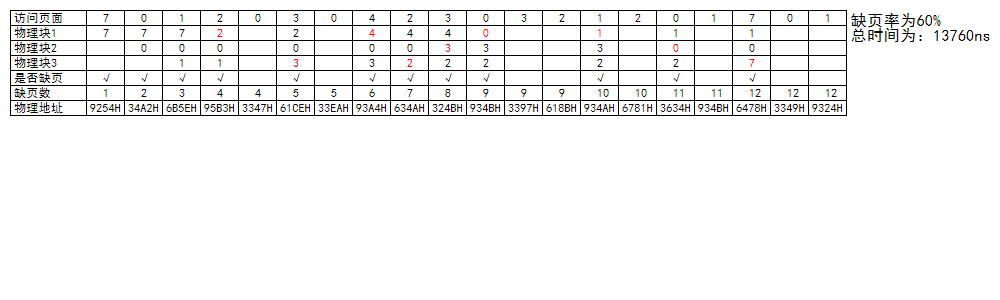 访问页面 7 0 1 2 0 3 0 4 2 3 0 3 2 1 2 0 1 7 0 1
物理块1 7 7 7 2 2 4 4 4 0 1 1 1
物理块2 0 0 0 0 0 0 3 3 3 0 0
物理块3 1 1 3 3 2 2 2 2 2 7
是否缺页 √ √ √ √ √ √ √ √ √ √ √ √
缺页数 1 2 3 4 4 5 5 6 7 8 9 9 9 10 10 11 11 12 12 12
物理地址 9254H 34A2H 6B5EH 95B3H 3347H 61CEH 33EAH 93A4H 634AH 324BH 934BH 3397H 618BH 934AH 6781H 3634H 934BH 6478H 3349H 9324H
缺页率为60%
总时间为：13760ns